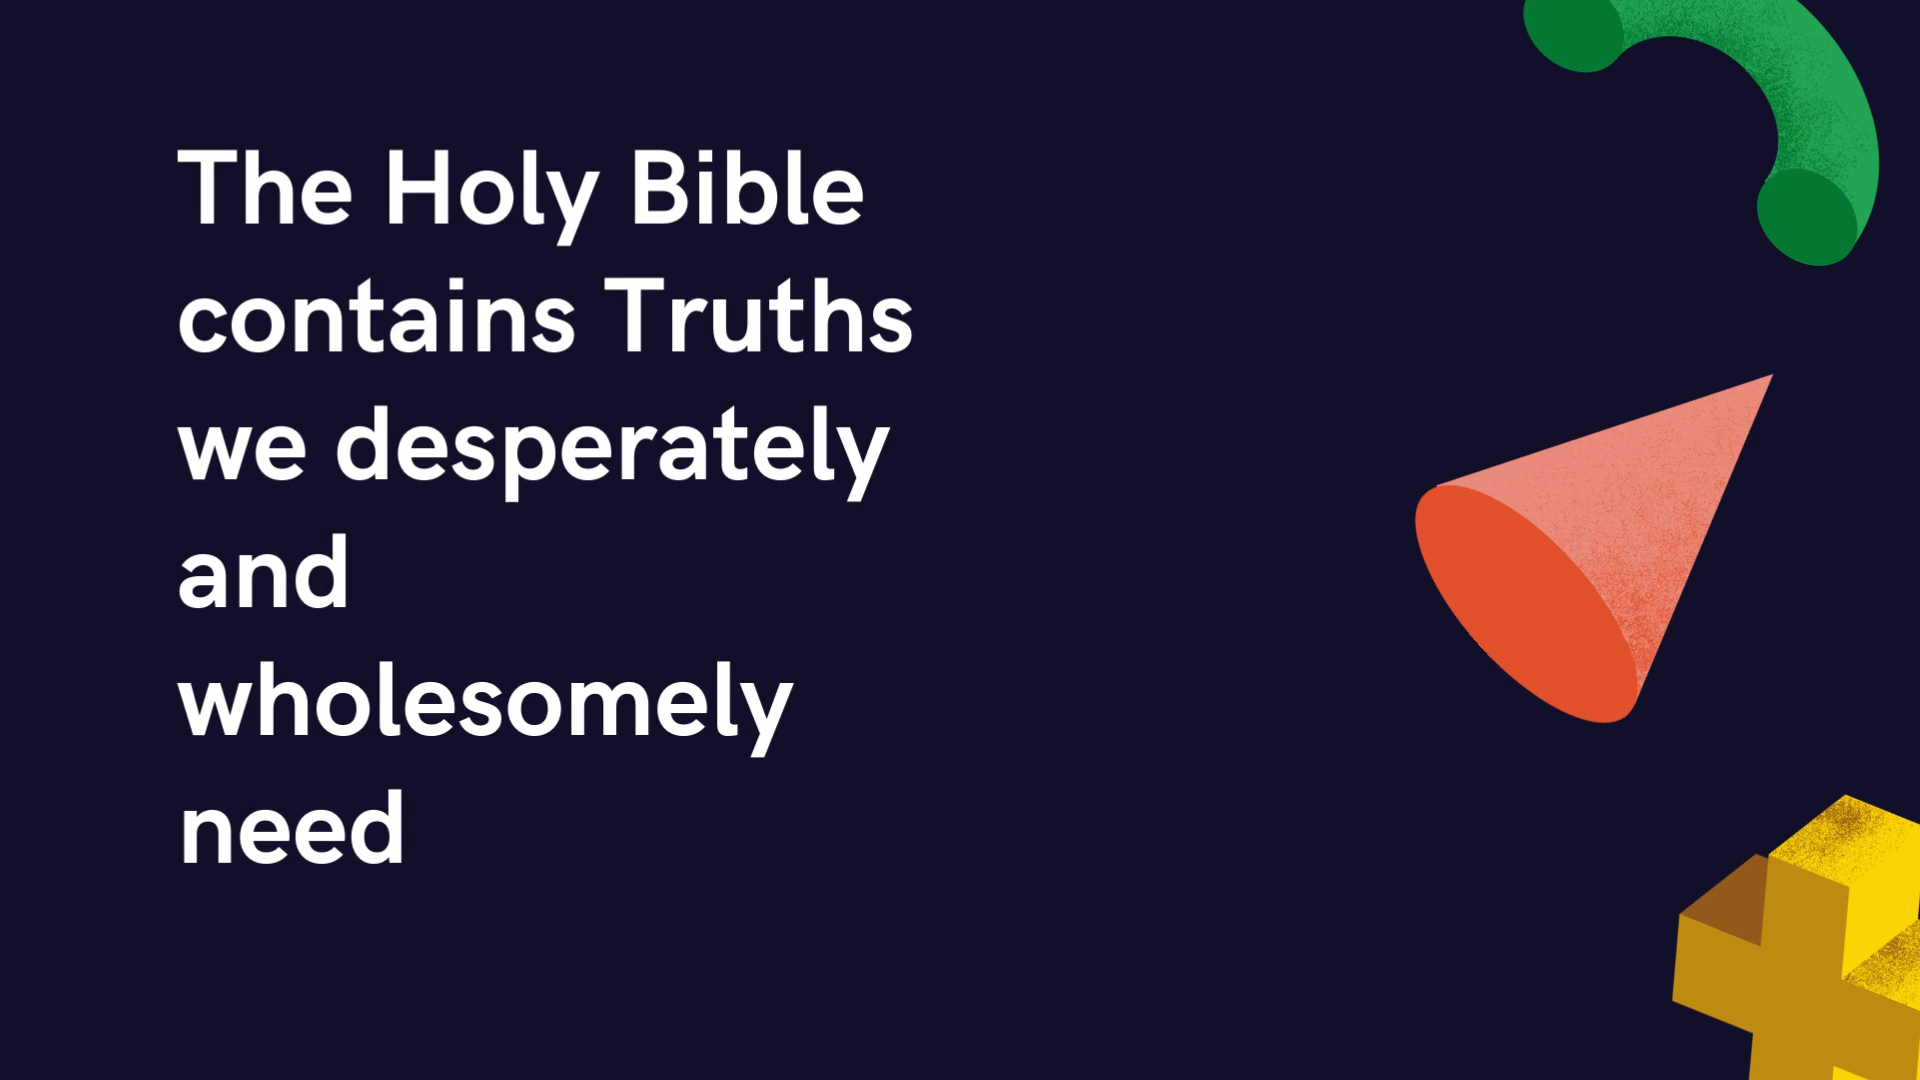 The Holy Bible
contains Truths
we desperately
and
wholesomely
need